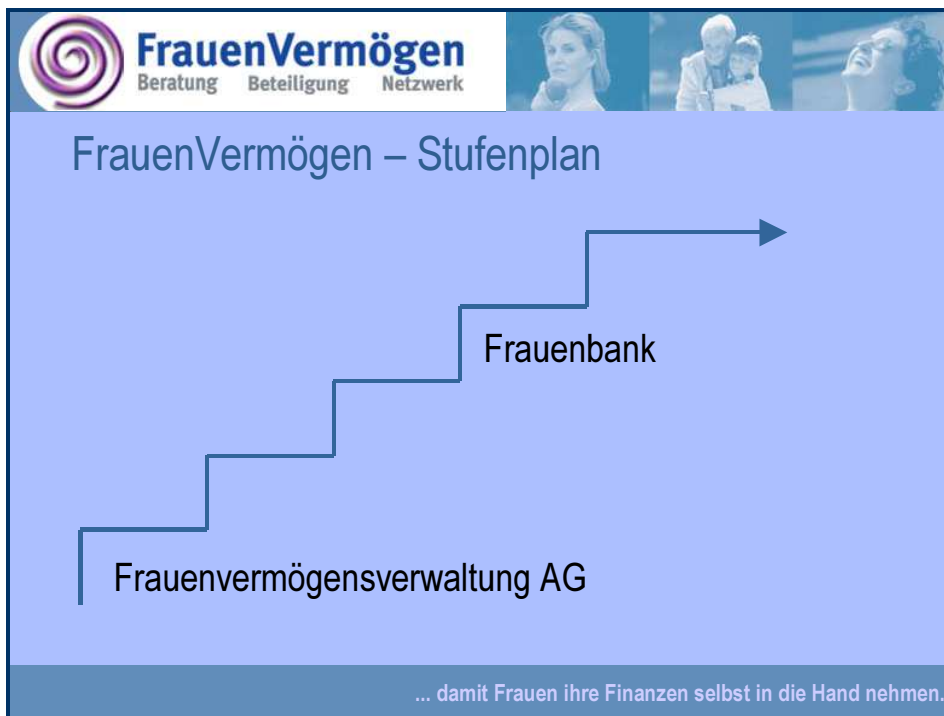 FrauenVermögen
Beratung Beteiligung Netzwerk
FrauenVermögen – Stufenplan
Frauenbank
Frauenvermögensverwaltung AG
... damit Frauen ihre Finanzen selbst in die Hand nehmen.